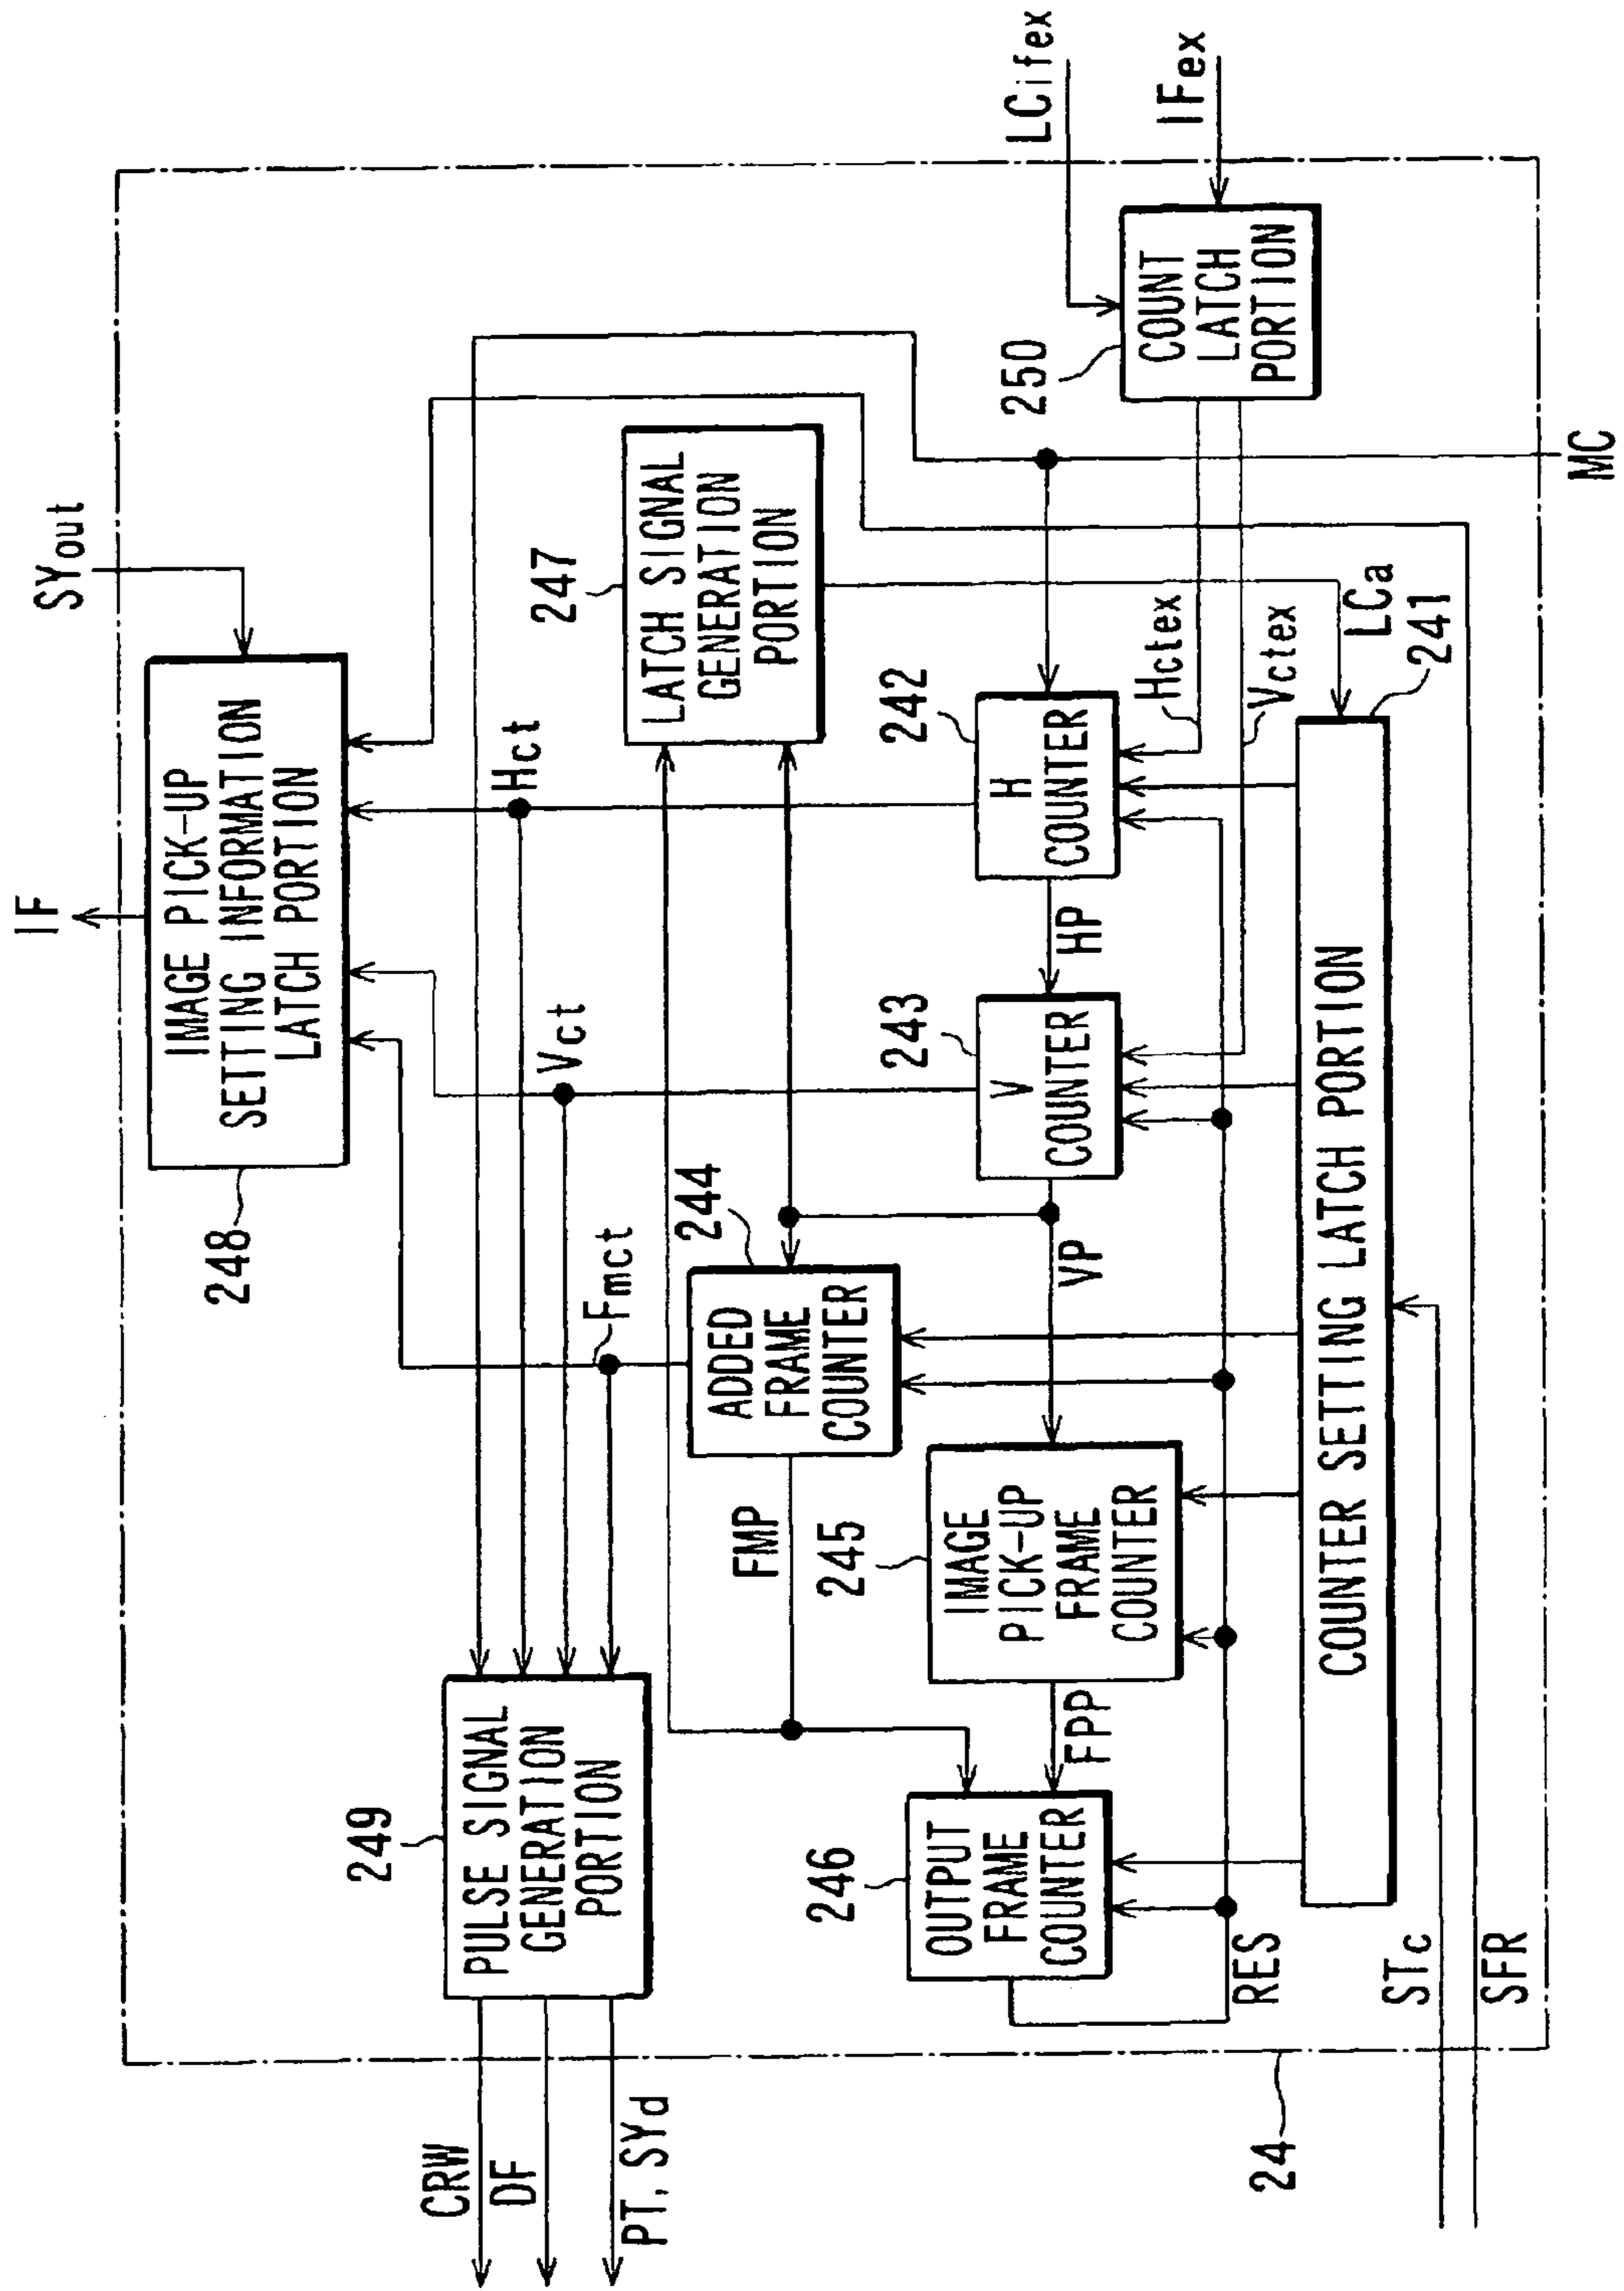 CRW
DF
PT, SYd
249
PULSE SIGNAL
GENERATION
PORTION
IF
248
IMAGE PICK-UP
SETTING INFORMATION
LATCH PORTION
SYout
Fmct
Vct
Hct
247
LATCH SIGNAL
GENERATION
PORTION
244
ADDED
FRAME
COUNTER
FMP
246
OUTPUT
FRAME
COUNTER
FPP
245
IMAGE
PICK-UP
FRAME
COUNTER
VP
243
V
COUNTER
HP
242
H
COUNTER
Hctex
Vctex
250
COUNT
LATCH
PORTION
LCifex
IFex
RES
COUNTER SETTING LATCH PORTION
LCa
241
24
STc
SFR
MC